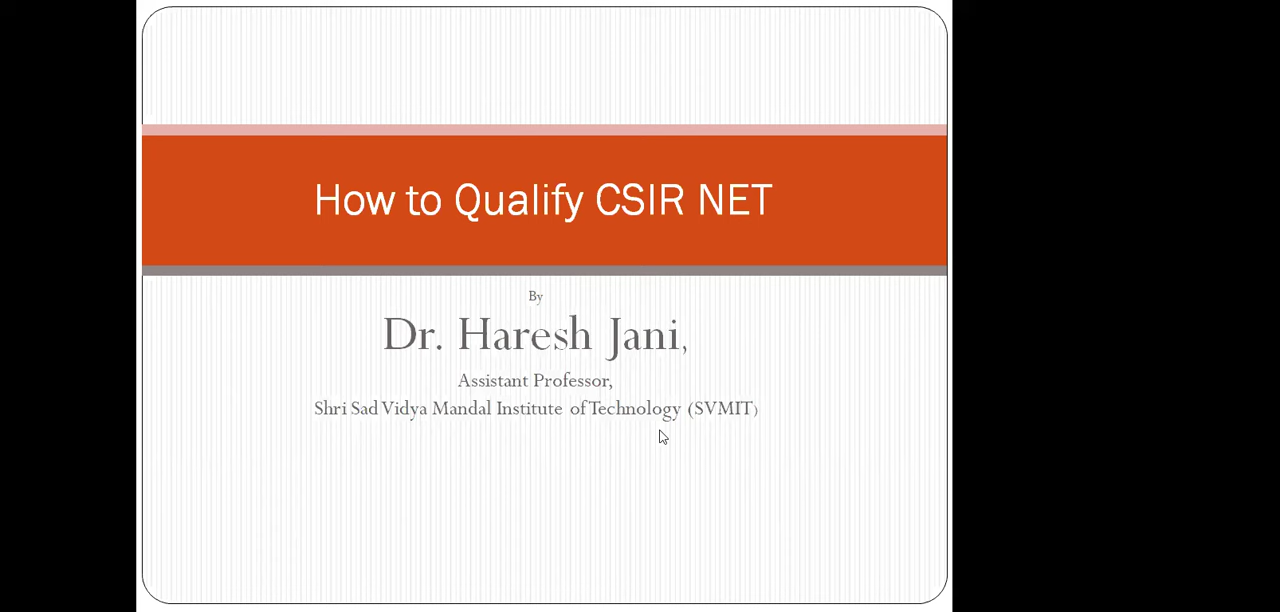 How to Qualify CSIR NET
By
Dr. Haresh Jani,
Assistant Professor,
Shri Sad Vidya Mandal Institute of Technology (SVMIT)